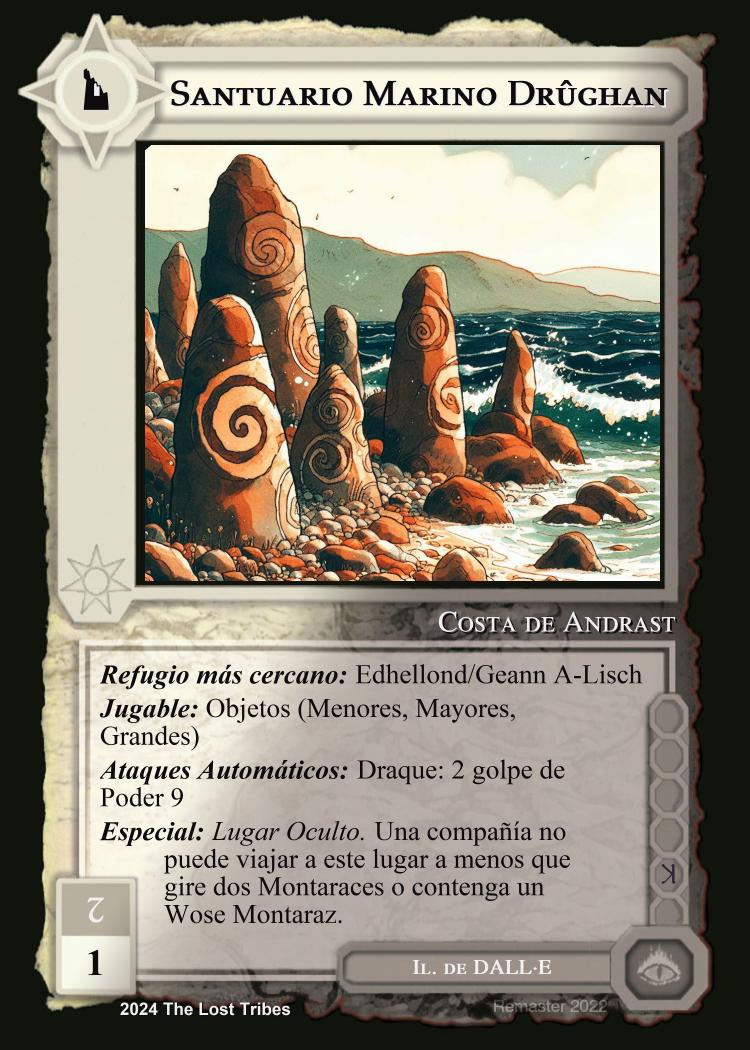 Santuario Marino Drûghan
Costa de Andrast
Refugio más cercano: Edhellond/Geann A-Lisch
Jugable: Objetos (Menores, Mayores,
Grandes)
Ataques Automáticos: Draque: 2 golpe de
Poder 9
Especial: Lugar Oculto. Una compañía no
puede viajar a este lugar a menos que
gire dos Montaraces o contenga un
Wose Montaraz.
K
2
1
Il. de DALL·E
2024 The Lost Tribes
Remaster 2022